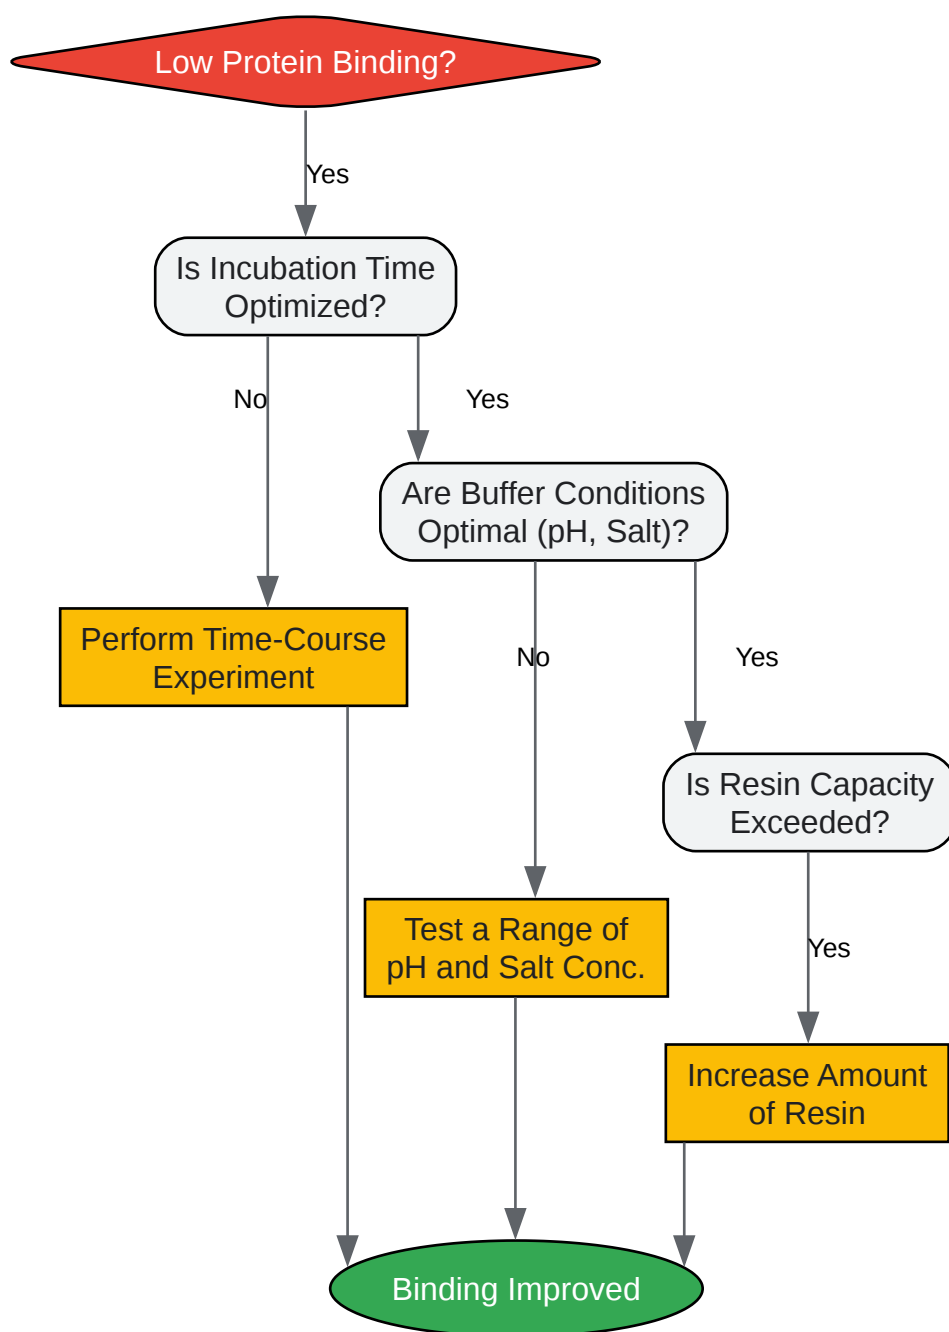 Low Protein Binding?
Yes
Is Incubation Time
Optimized?
No
Yes
Are Buffer Conditions
Optimal (pH, Salt)?
Perform Time-Course
Experiment
No
Yes
Is Resin Capacity
Exceeded?
Test a Range of
pH and Salt Conc.
Yes
Increase Amount
of Resin
Binding Improved